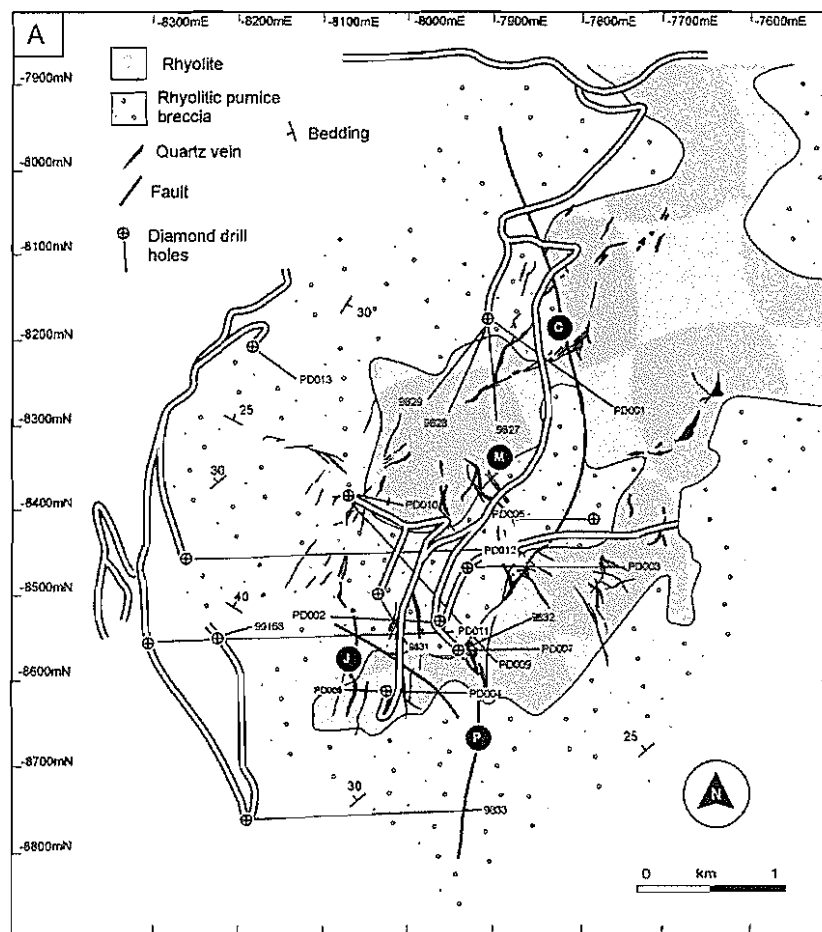 A
-8300mE
-8200mE
-8100mE
-8000mE
-7900mE
-7800mE
-7700mE
-7600mE
-7900mN
-8000mN
-8100mN
-8200mN
-8300mN
-8400mN
-8500mN
-8600mN
-8700mN
-8800mN
Rhyolite
Rhyolitic pumice
breccia
Bedding
Quartz vein
Fault
Diamond drill
holes
30°
G
PD013
9829
9828
9827
PD001
25
M
30
PD010
PD005
PD012
PD003
40
99168
PD002
PD011
9832
9831
PD007
J
PD009
PD004
P
25
30
9833
N
0 km 1